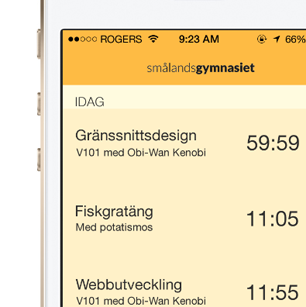 ROGERS 9:23 AM 66%
smålandsgymnasiet
IDAG
Gränssnittsdesign 59:59
V101 med Obi-Wan Kenobi
Fiskgratäng 11:05
Med potatismos
Webbutveckling 11:55
V101 med Obi-Wan Kenobi